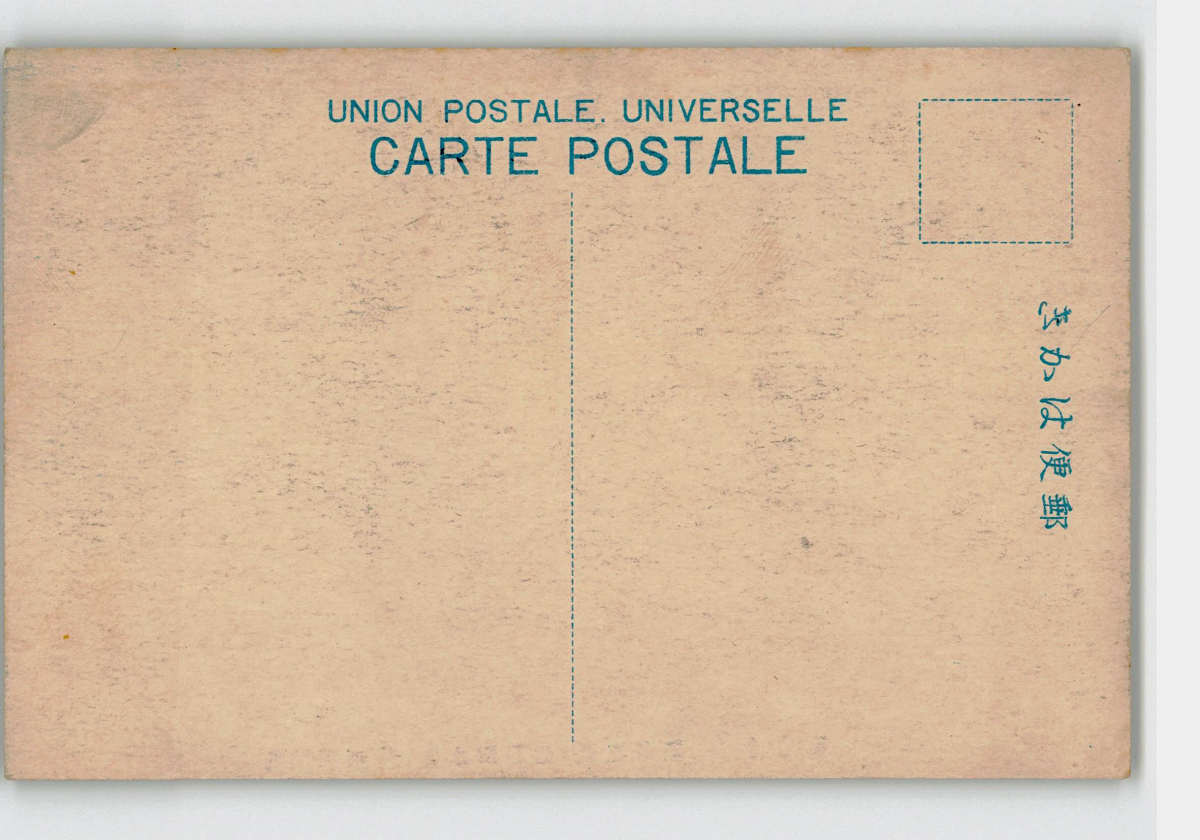 UNION POSTALE. UNIVERSELLE
CARTE POSTALE
郵便はかき